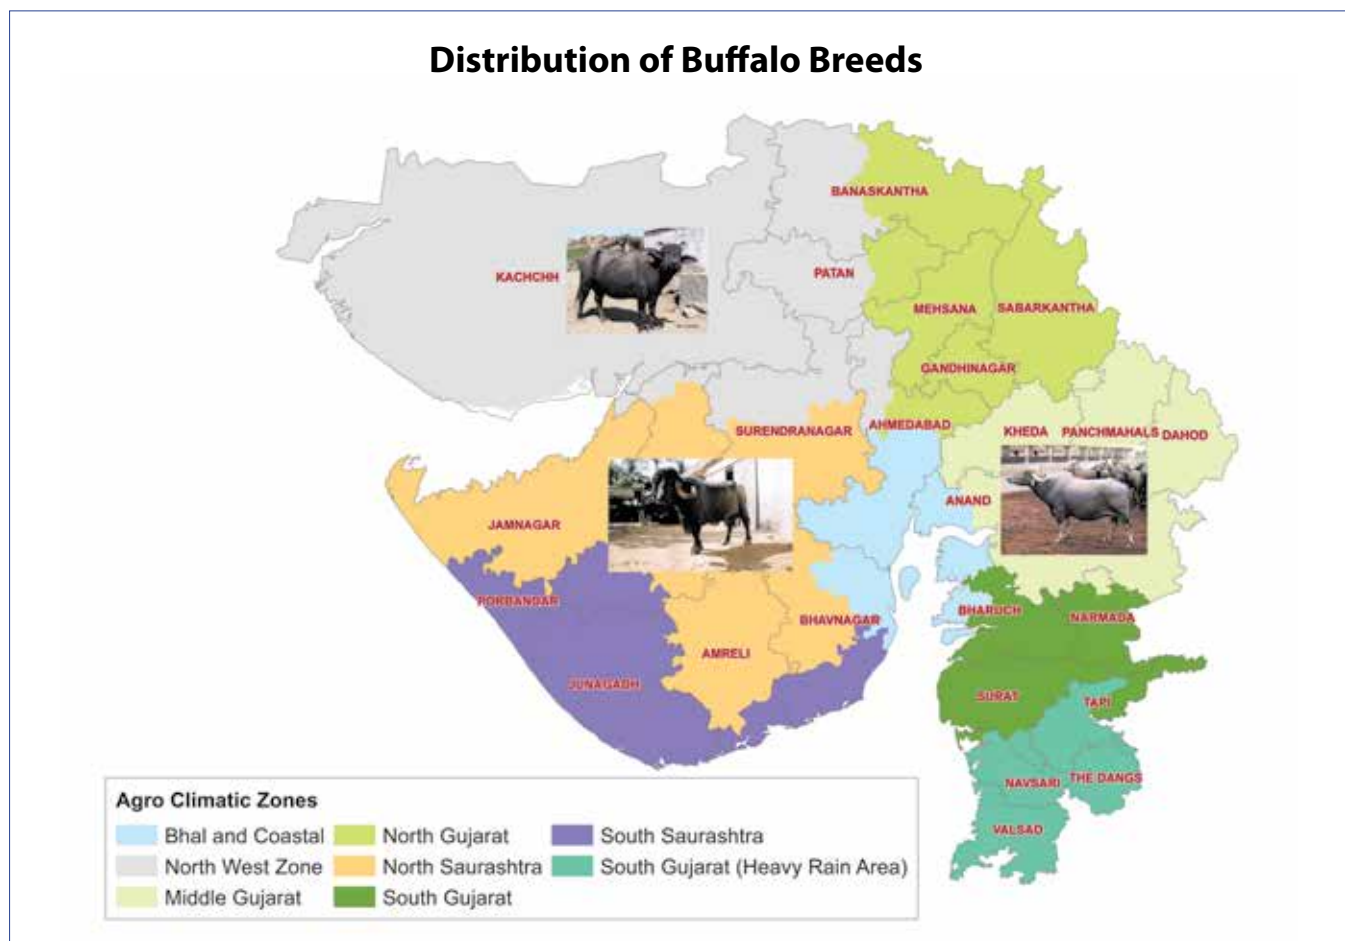 Distribution of Buffalo Breeds
BANASKANTHA
KACHCHH
PATAN
MEHSANA
SABARKANTHA
GANDHINAGAR
SURENDRANAGAR
AHMEDABAD
KHEDA
PANCHMAHALS
DAHOD
ANAND
JAMNAGAR
PORBANDAR
BHAVNAGAR
BHARUCH
NARMADA
AMRELI
JUNAGADH
SURAT
TAPI
NAVSARI
THE DANGS
VALSAD
Agro Climatic Zones
Bhal and Coastal
North Gujarat
South Saurashtra
North West Zone
North Saurashtra
South Gujarat (Heavy Rain Area)
Middle Gujarat
South Gujarat